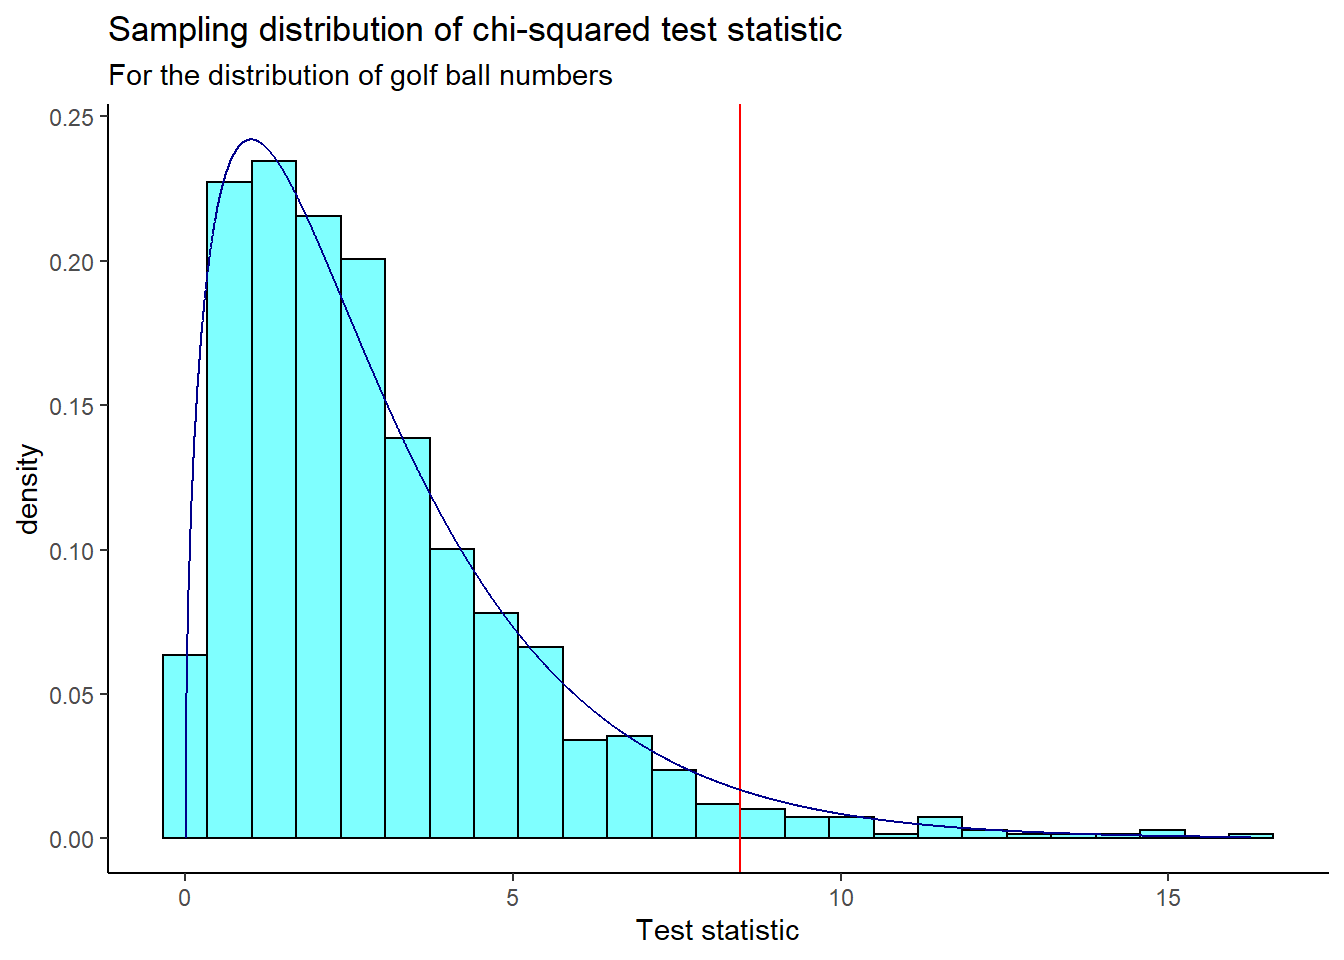 Sampling distribution of chi-squared test statistic
For the distribution of golf ball numbers
0.25
0.20
0.15
0.10
0.05
0.00
density
0 5 10 15
Test statistic